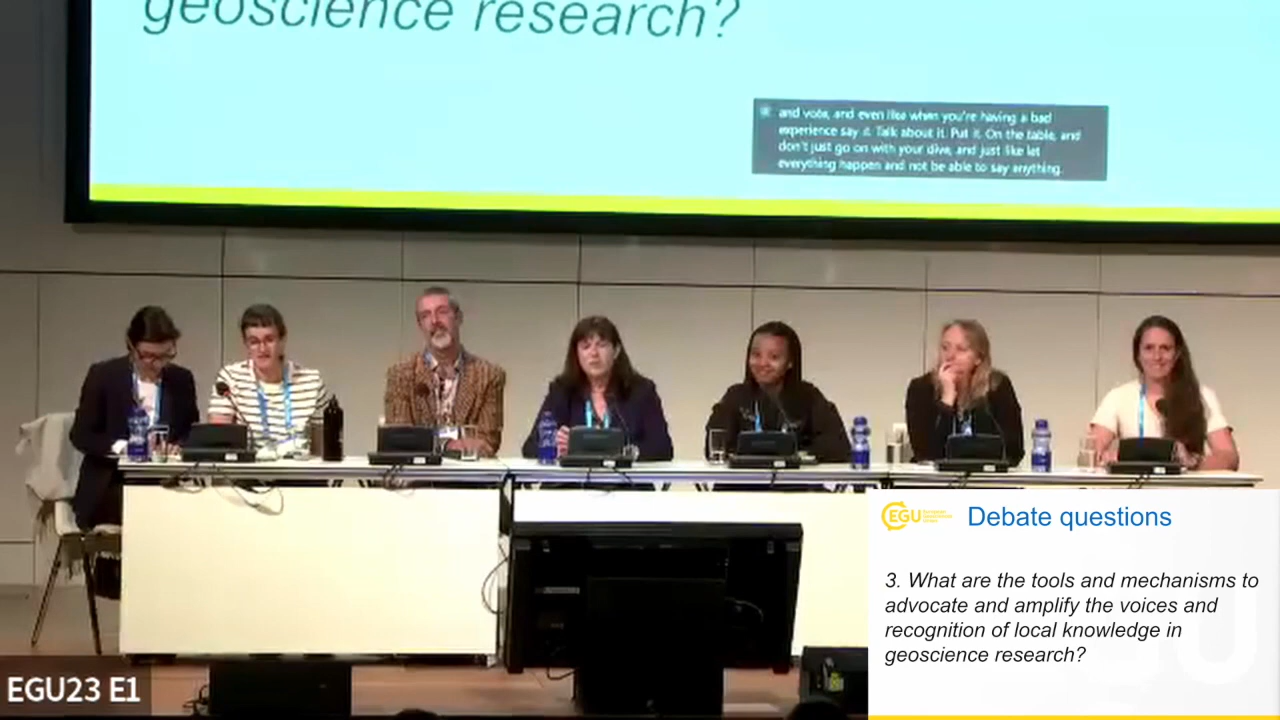 geoscience research?
and vote, and even like when you're having a bad
experience say it. Talk about it. Put it. On the table, and
don't just go on with your dive, and just like let
everything happen and not be able to say anything.
EGU
Debate questions
3. What are the tools and mechanisms to
advocate and amplify the voices and
recognition of local knowledge in
geoscience research?
EGU23 E1